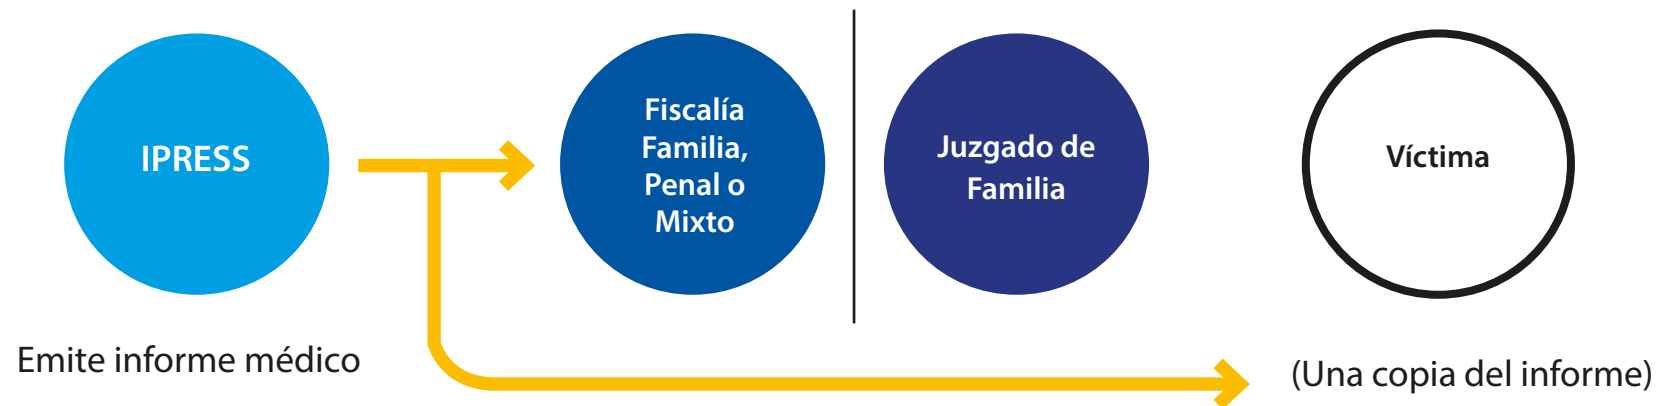 IPRESS
Fiscalía
Familia,
Penal o
Mixto
Juzgado de
Familia
Víctima
Emite informe médico
(Una copia del informe)